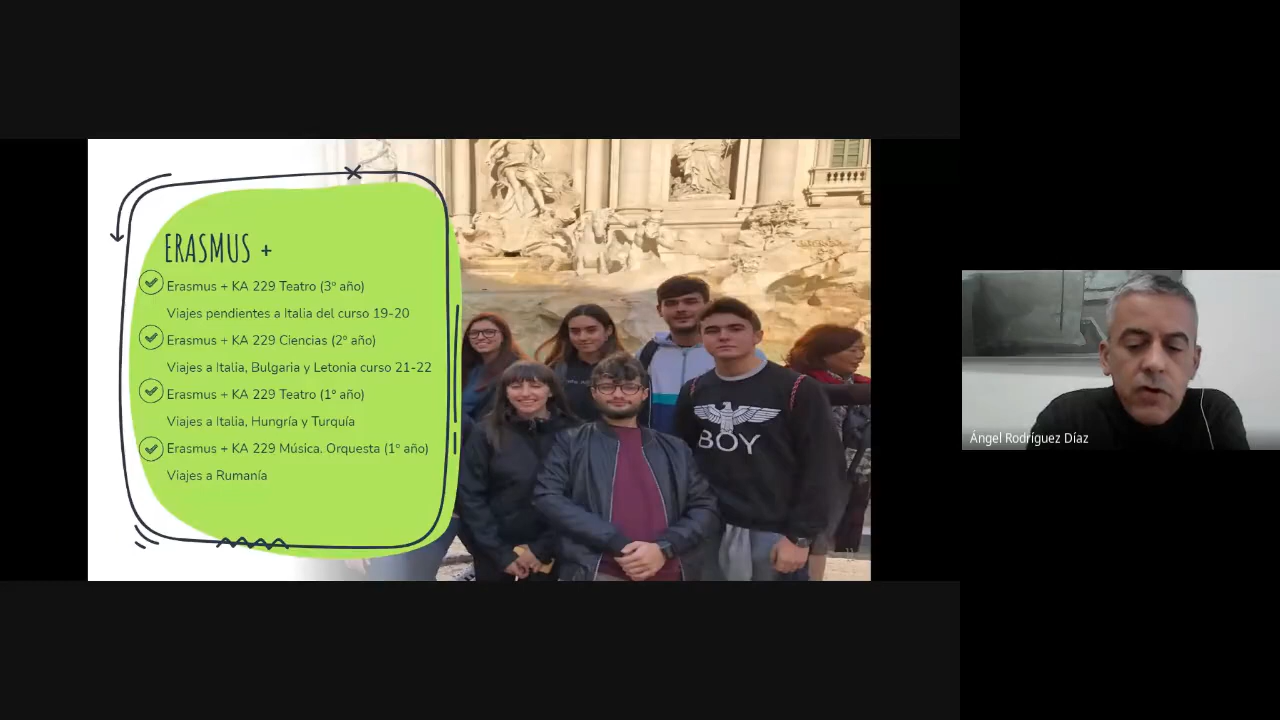 ERASMUS +
Erasmus + KA 229 Teatro (3º año)
Viajes pendientes a Italia del curso 19-20
Erasmus + KA 229 Ciencias (2º año)
Viajes a Italia, Bulgaria y Letonia curso 21-22
Erasmus + KA 229 Teatro (1º año)
Viajes a Italia, Hungría y Turquía
Erasmus + KA 229 Música. Orquesta (1º año)
Viajes a Rumanía
BOY
Ángel Rodríguez Díaz